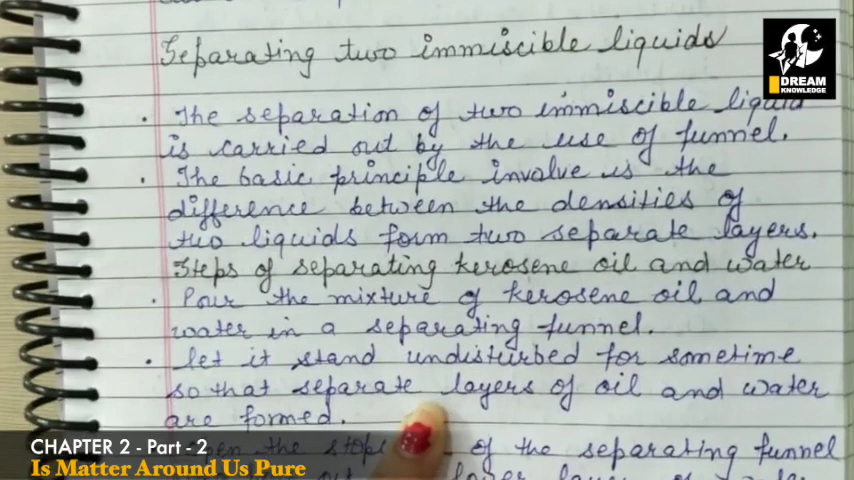 Separating two immiscible liquids
DREAM
KNOWLEDGE
. The separation of two immiscible liquid
is carried out by the use of funnel.
. The basic principle involve is the
difference between the densities of
two liquids form two separate layers.
Steps of separating kerosene oil and water
. Pour the mixture of kerosene oil and
water in a separating funnel.
. let it stand undisturbed for sometime
so that separate layers of oil and water
are formed.
the of the separating funnel
CHAPTER 2 - Part - 2
Is Matter Around Us Pure